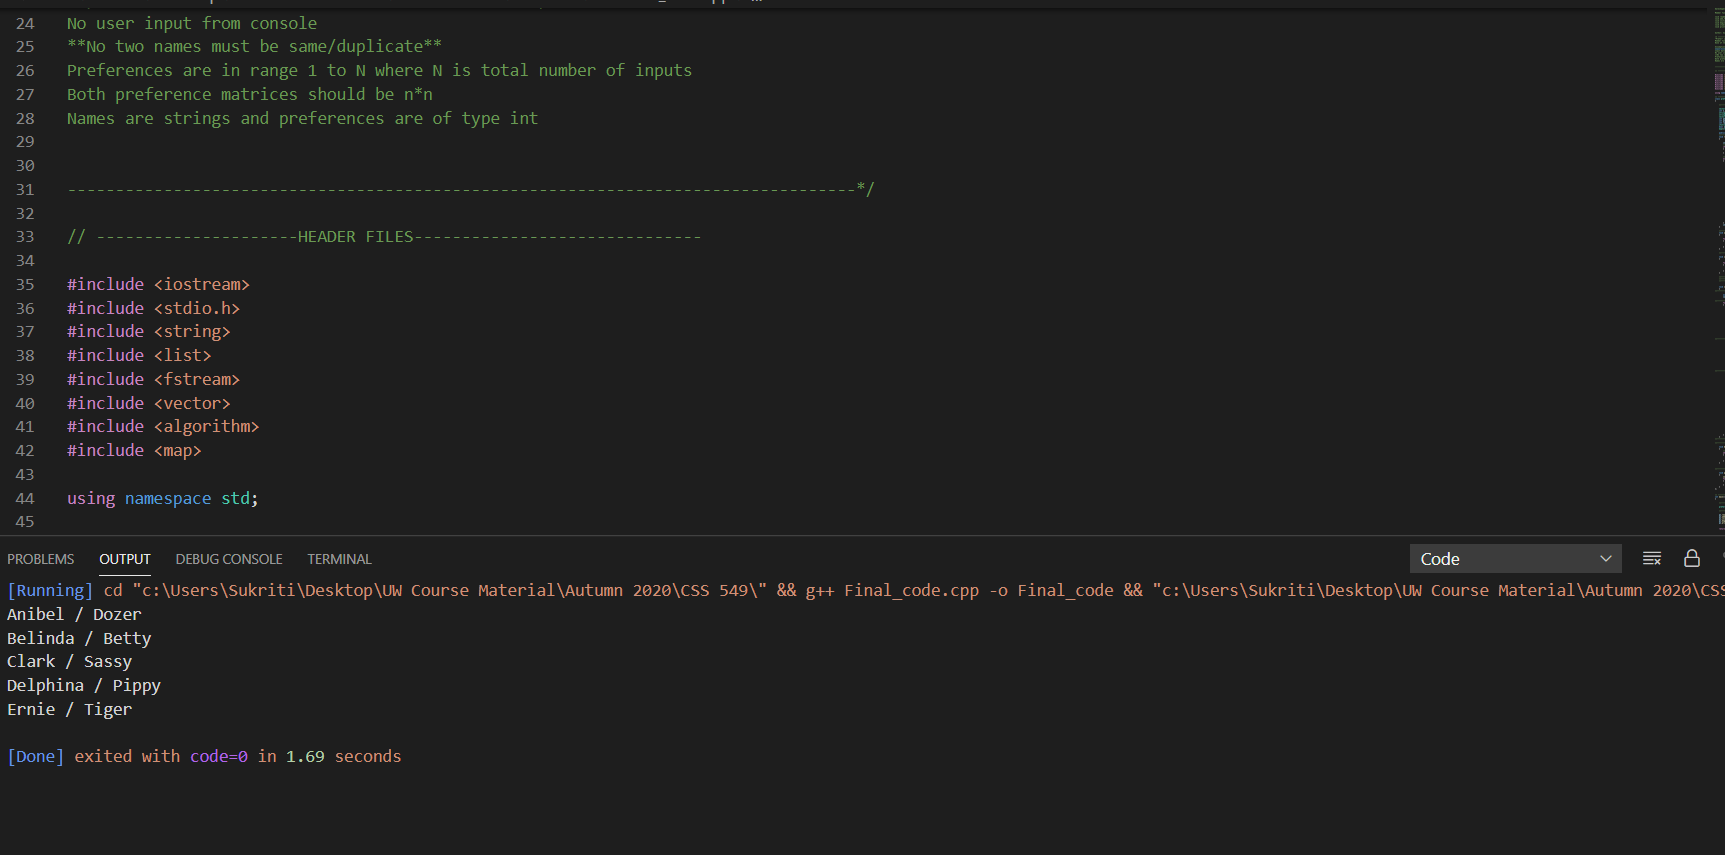 24 No user input from console
25 **No two names must be same/duplicate**
26 Preferences are in range 1 to N where N is total number of inputs
27 Both preference matrices should be n*n
28 Names are strings and preferences are of type int
29
30
31 ----------------------------------------------------------------------------------*/
32
33 // ---------------------HEADER FILES------------------------------
34
35 #include <iostream>
36 #include <stdio.h>
37 #include <string>
38 #include <list>
39 #include <fstream>
40 #include <vector>
41 #include <algorithm>
42 #include <map>
43
44 using namespace std;
45
PROBLEMS OUTPUT DEBUG CONSOLE TERMINAL Code
[Running] cd "c:\Users\Sukriti\Desktop\UW Course Material\Autumn 2020\CSS 549\" && g++ Final_code.cpp -o Final_code && "c:\Users\Sukriti\Desktop\UW Course Material\Autumn 2020\CSS
Anibel / Dozer
Belinda / Betty
Clark / Sassy
Delphina / Pippy
Ernie / Tiger
[Done] exited with code=0 in 1.69 seconds